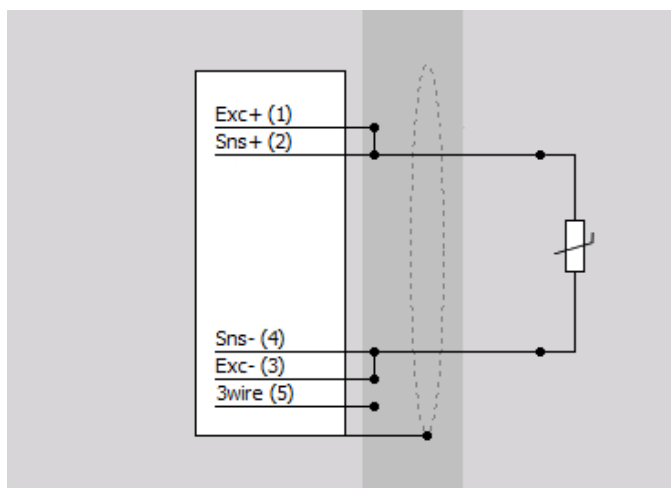 Exc+ (1)
Sns+ (2)
Sns- (4)
Exc- (3)
3wire (5)